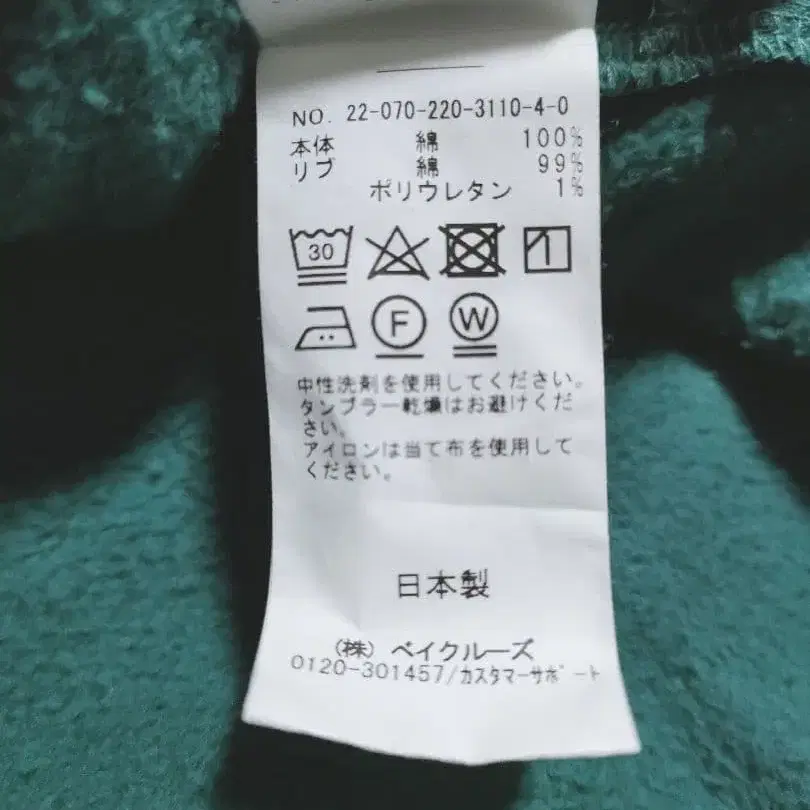 NO. 22-070-220-3110-4-0
本体 綿 100%
リブ 綿 99%
ポリウレタン 1%
30
F W
中性洗剤を使用してください。
タンブラー乾燥はお避けくだ
さい。
アイロンは当て布を使用して
ください。
日本製
(株) ベイクルーズ
0120-301457/カスタマーサポート